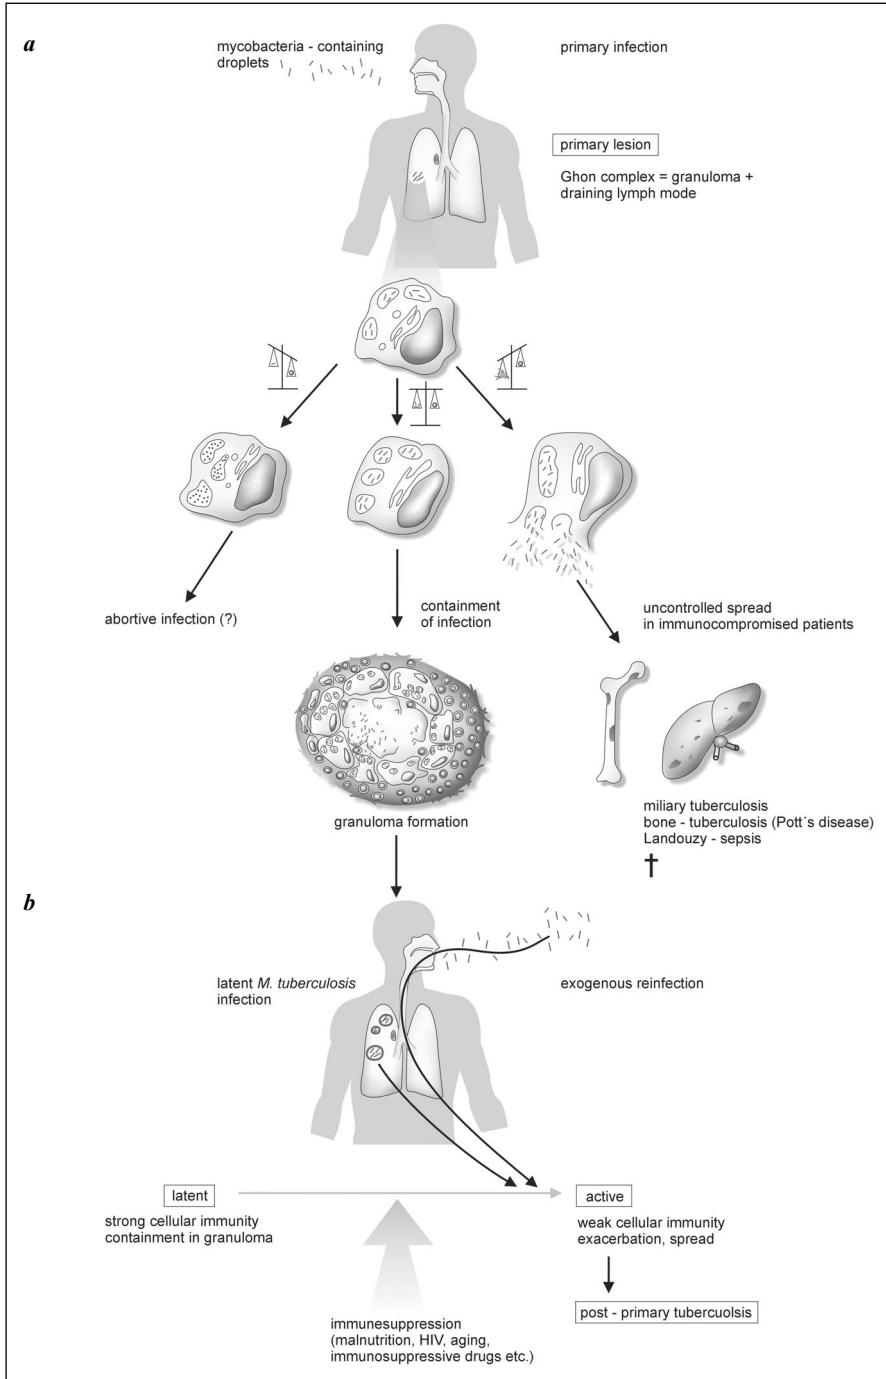 a
mycobacteria - containing
droplets
primary infection
primary lesion
Ghon complex = granuloma +
draining lymph mode
abortive infection (?)
containment
of infection
uncontrolled spread
in immunocompromised patients
granuloma formation
miliary tuberculosis
bone - tuberculosis (Pott´s disease)
Landouzy - sepsis
b
latent M. tuberculosis
infection
exogenous reinfection
latent
strong cellular immunity
containment in granuloma
active
weak cellular immunity
exacerbation, spread
immunesuppression
(malnutrition, HIV, aging,
immunosuppressive drugs etc.)
post - primary tubercuolsis